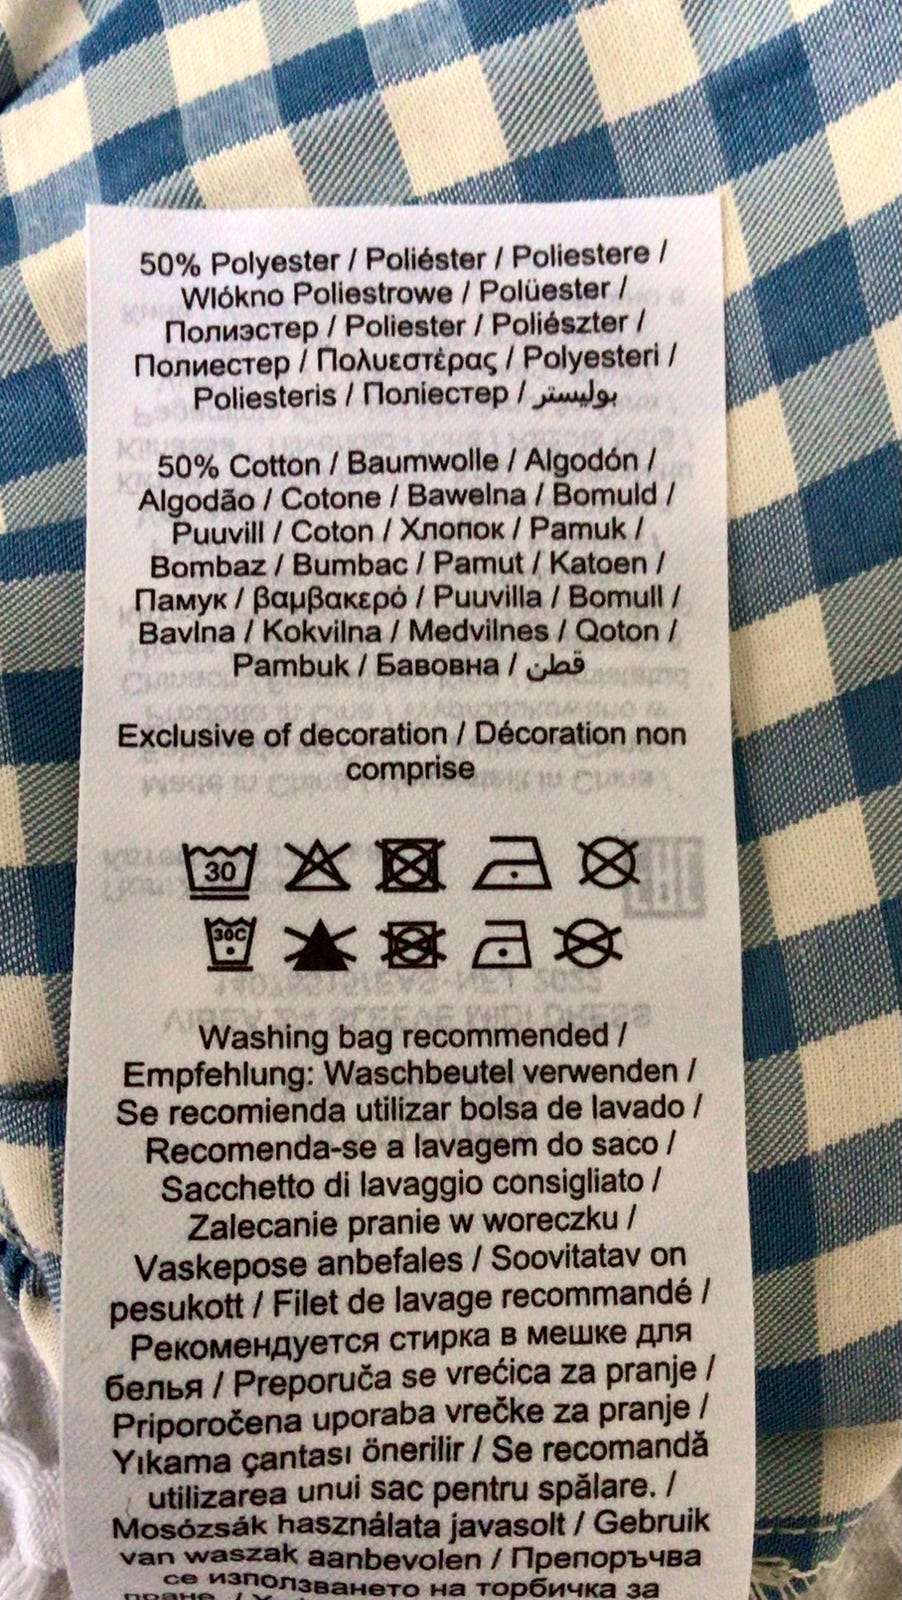 50% Polyester / Poliéster / Poliestere /
Wlókno Poliestrowe / Polüester /
Полиэстер / Poliester / Poliészter /
Полиестер / Πολυεστέρας / Polyesteri /
Poliesteris / Поліестер / بوليستر
50% Cotton / Baumwolle / Algodón /
Algodão / Cotone / Bawelna / Bomuld /
Puuvill / Coton / Хлопок / Pamuk /
Bombaz / Bumbac / Pamut / Katoen /
Памук / βαμβακερό / Puuvilla / Bomull /
Bavlna / Kokvilna / Medvilnes / Qoton /
Pambuk / Бавовна / قطن
Exclusive of decoration / Décoration non
comprise
30
30C
Washing bag recommended /
Empfehlung: Waschbeutel verwenden /
Se recomienda utilizar bolsa de lavado /
Recomenda-se a lavagem do saco /
Sacchetto di lavaggio consigliato /
Zalecanie pranie w woreczku /
Vaskepose anbefales / Soovitatav on
pesukott / Filet de lavage recommandé /
Рекомендуется стирка в мешке для
белья / Preporuča se vrećica za pranje /
Priporočena uporaba vrečke za pranje /
Yıkama çantası önerilir / Se recomandă
utilizarea unui sac pentru spălare. /
Mosózsák használata javasolt / Gebruik
van waszak aanbevolen / Препоръчва
се използването на торбичка за
пране. /